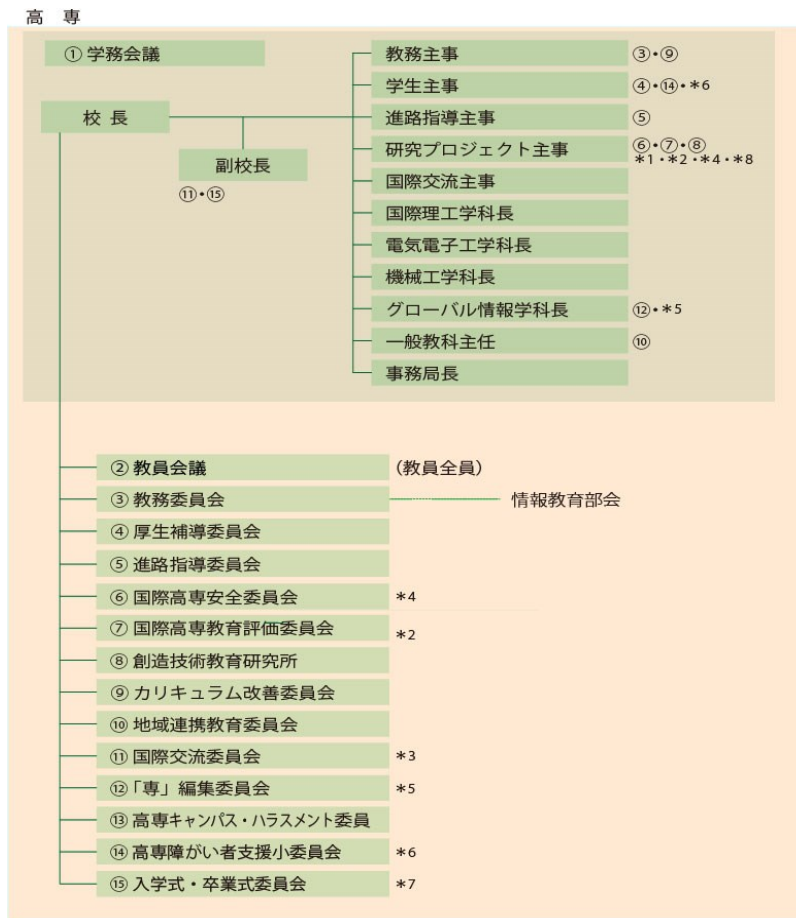 高 専
① 学務会議
教務主事 ③・⑨
学生主事 ④・⑭・＊6
校 長
進路指導主事 ⑤
副校長
⑪・⑮
研究プロジェクト主事 ⑥・⑦・⑧
＊1・＊2・＊4・＊8
国際交流主事
国際理工学科長
電気電子工学科長
機械工学科長
グローバル情報学科長 ⑫・＊5
一般教科主任 ⑩
事務局長
② 教員会議 (教員全員)
③ 教務委員会 情報教育部会
④ 厚生補導委員会
⑤ 進路指導委員会
⑥ 国際高専安全委員会 ＊4
⑦ 国際高専教育評価委員会 ＊2
⑧ 創造技術教育研究所
⑨ カリキュラム改善委員会
⑩ 地域連携教育委員会
⑪ 国際交流委員会 ＊3
⑫「専」編集委員会 ＊5
⑬ 高専キャンパス・ハラスメント委員
⑭ 高専障がい者支援小委員会 ＊6
⑮ 入学式・卒業式委員会 ＊7